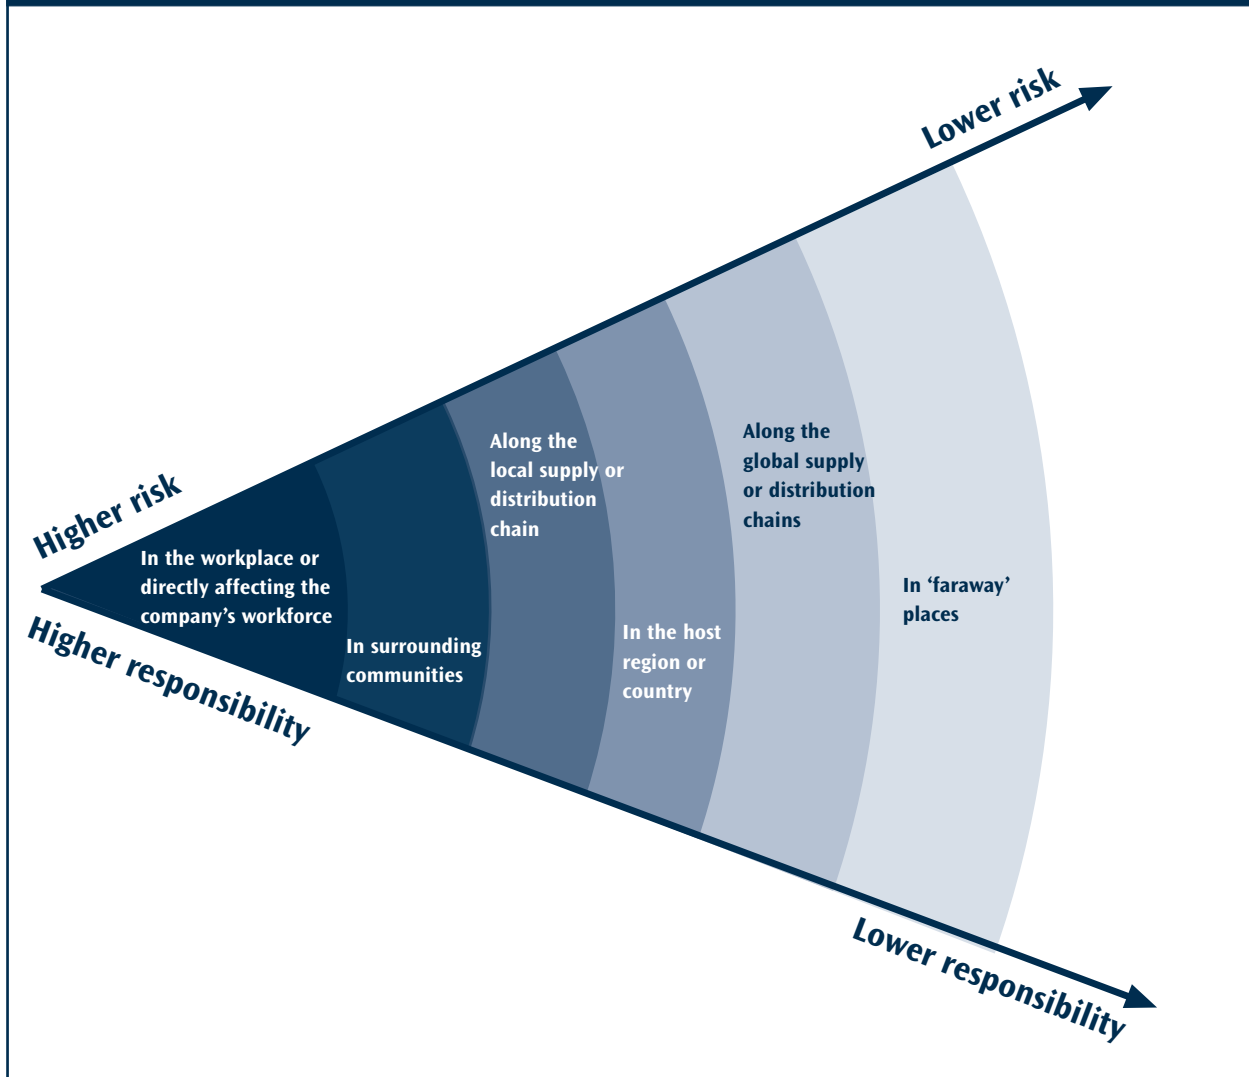 Lower risk
Higher risk
In the workplace or
directly affecting the
company’s workforce
In surrounding
communities
Along the
local supply or
distribution
chain
In the host
region or
country
Along the
global supply
or distribution
chains
In ‘faraway’
places
Higher responsibility
Lower responsibility